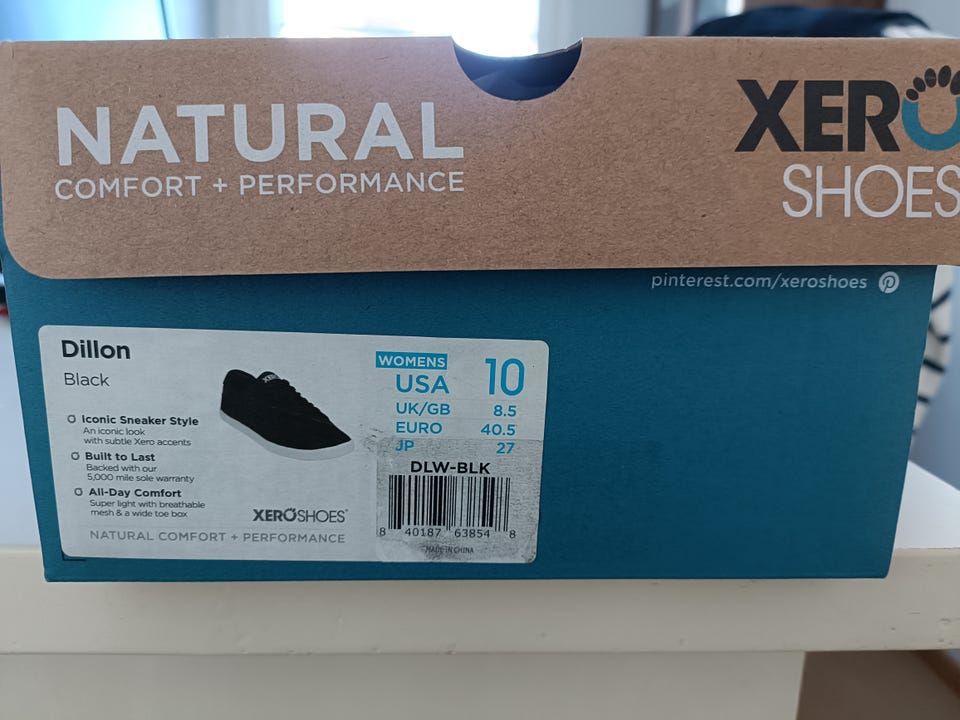 NATURAL
COMFORT + PERFORMANCE
XERO
SHOES
pinterest.com/xeroshoes
Dillon
Black
Iconic Sneaker Style
An iconic look
with subtle Xero accents
Built to Last
Backed with our
5,000 mile sole warranty
All-Day Comfort
Super light with breathable
mesh & a wide toe box
XEROSHOES
NATURAL COMFORT + PERFORMANCE
XERO
WOMENS
USA 10
UK/GB 8.5
EURO 40.5
JP 27
DLW-BLK
8 40187 63854 8
MADE IN CHINA